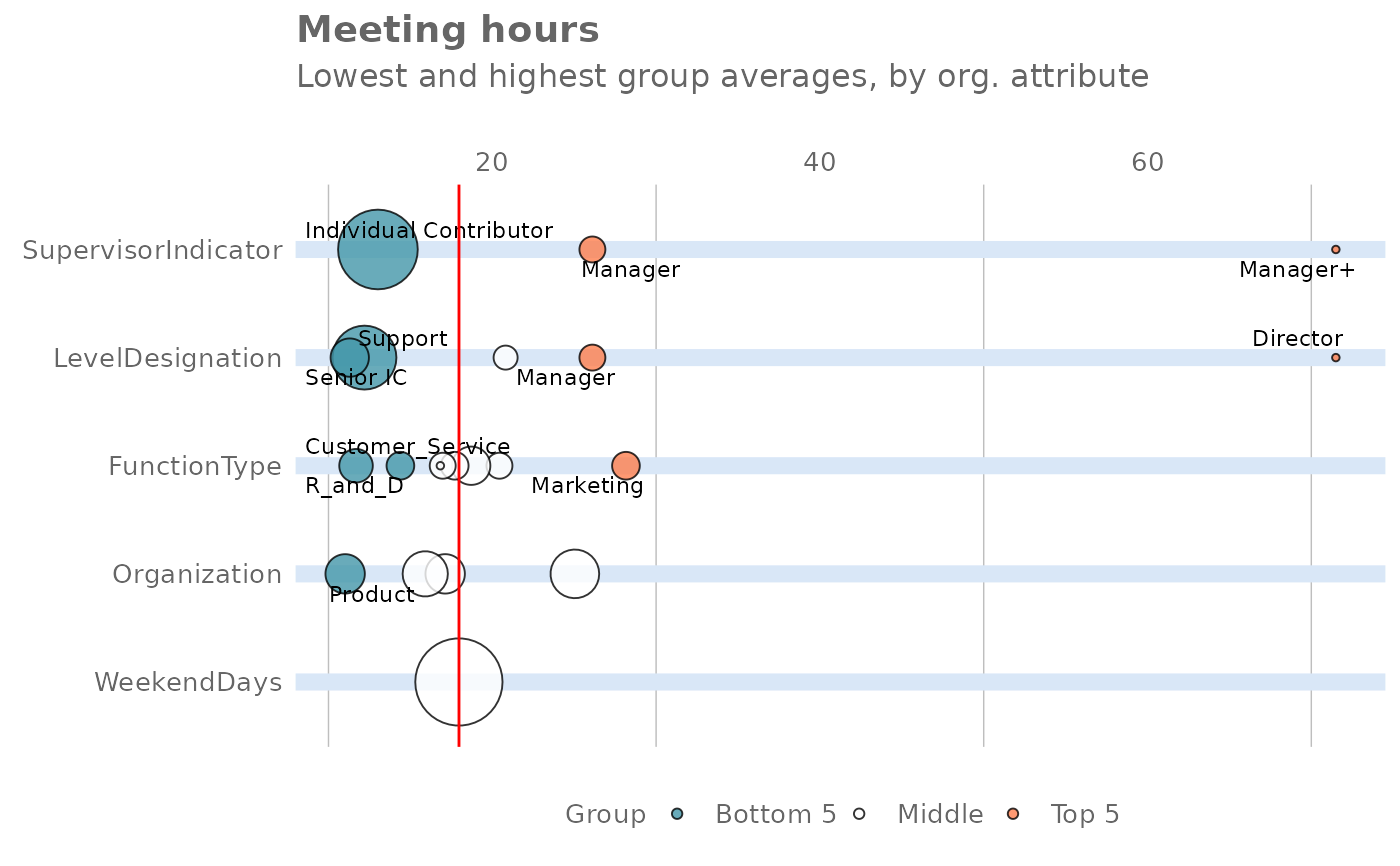 Meeting hours
Lowest and highest group averages, by org. attribute
20 40 60
Individual Contributor
SupervisorIndicator
Manager Manager+
Support Director
LevelDesignation
Senior IC Manager
Customer_Service
FunctionType
R_and_D Marketing
Organization
Product
WeekendDays
Group Bottom 5 Middle Top 5